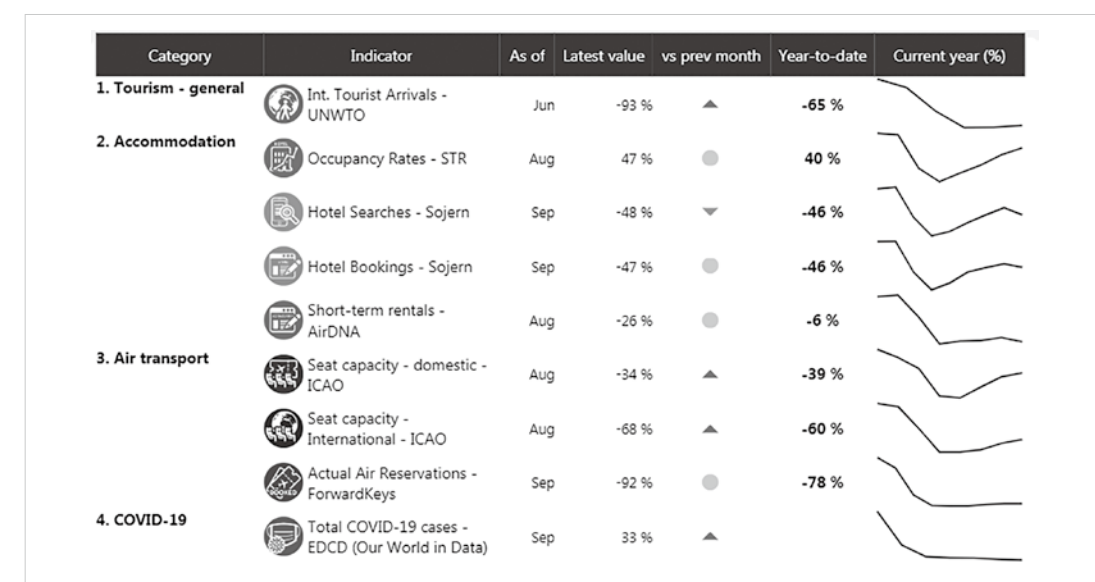 Category Indicator As of Latest value vs prev month Year-to-date Current year (%)
1. Tourism - general
Int. Tourist Arrivals -
UNWTO
Jun -93 % -65 %
2. Accommodation
Occupancy Rates - STR Aug 47 % 40 %
Hotel Searches - Sojern Sep -48 % -46 %
Hotel Bookings - Sojern Sep -47 % -46 %
Short-term rentals -
AirDNA
Aug -26 % -6 %
3. Air transport
Seat capacity - domestic -
ICAO
Aug -34 % -39 %
Seat capacity -
International - ICAO
Aug -68 % -60 %
BOOKED
Actual Air Reservations -
ForwardKeys
Sep -92 % -78 %
4. COVID-19
Total COVID-19 cases -
EDCD (Our World in Data)
Sep 33 %